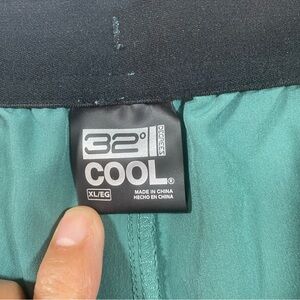 32° DEGREES
COOL®
XL/EG
MADE IN CHINA
HECHO EN CHINA